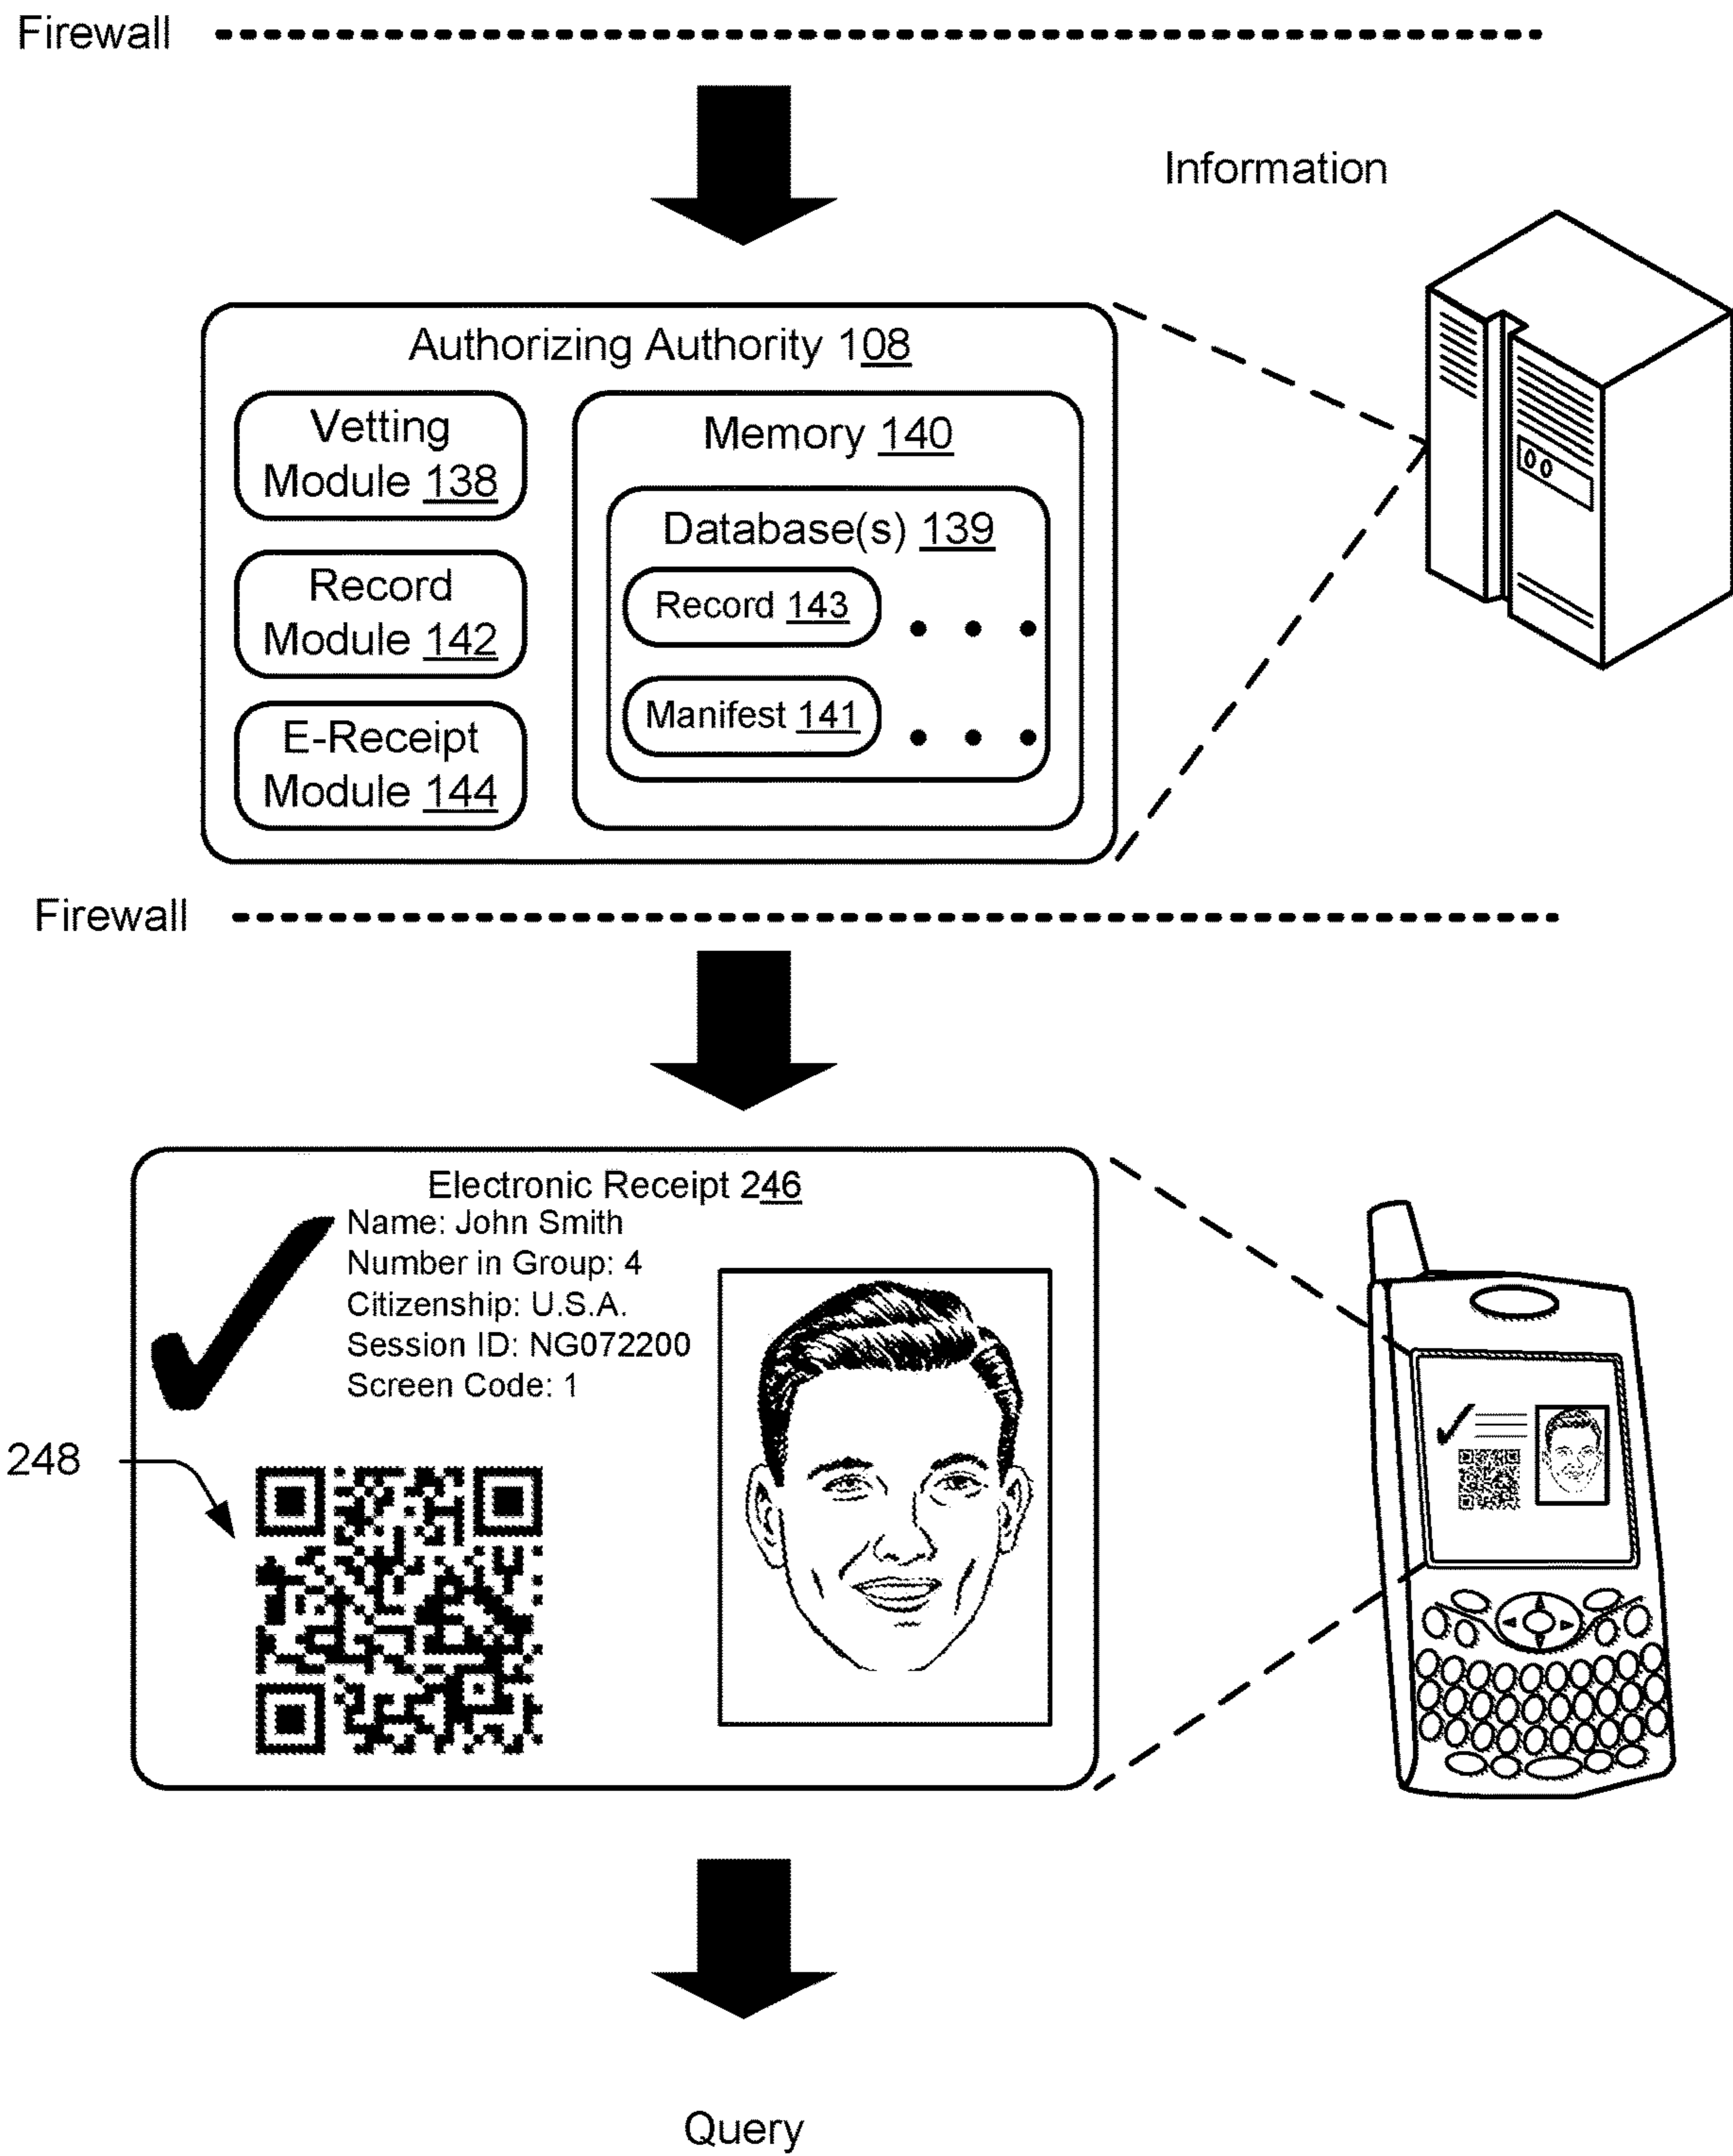 Firewall
Information
Authorizing Authority 108
Vetting
Module 138
Record
Module 142
E-Receipt
Module 144
Memory 140
Database(s) 139
Record 143
Manifest 141
Firewall
Electronic Receipt 246
Name: John Smith
Number in Group: 4
Citizenship: U.S.A.
Session ID: NG072200
Screen Code: 1
248
Query